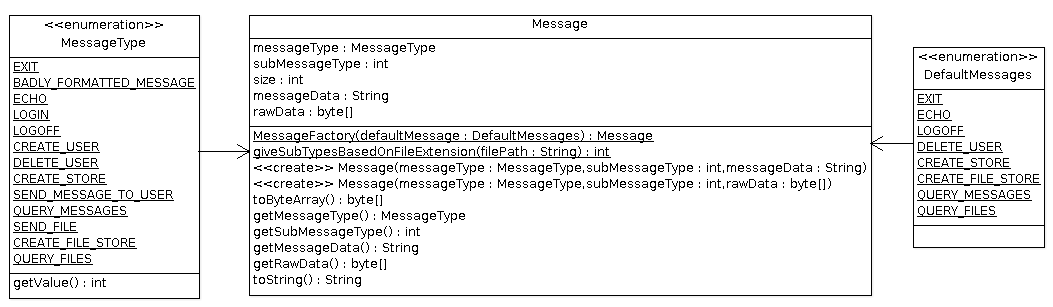 <<enumeration>>
MessageType
EXIT
BADLY_FORMATTED_MESSAGE
ECHO
LOGIN
LOGOFF
CREATE_USER
DELETE_USER
CREATE_STORE
SEND_MESSAGE_TO_USER
QUERY_MESSAGES
SEND_FILE
CREATE_FILE_STORE
QUERY_FILES
getValue() : int
Message
messageType : MessageType
subMessageType : int
size : int
messageData : String
rawData : byte[]
MessageFactory(defaultMessage : DefaultMessages) : Message
giveSubTypesBasedOnFileExtension(filePath : String) : int
<<create>> Message(messageType : MessageType,subMessageType : int,messageData : String)
<<create>> Message(messageType : MessageType,subMessageType : int,rawData : byte[])
toByteArray() : byte[]
getMessageType() : MessageType
getSubMessageType() : int
getMessageData() : String
getRawData() : byte[]
toString() : String
<<enumeration>>
DefaultMessages
EXIT
ECHO
LOGOFF
DELETE_USER
CREATE_STORE
CREATE_FILE_STORE
QUERY_MESSAGES
QUERY_FILES